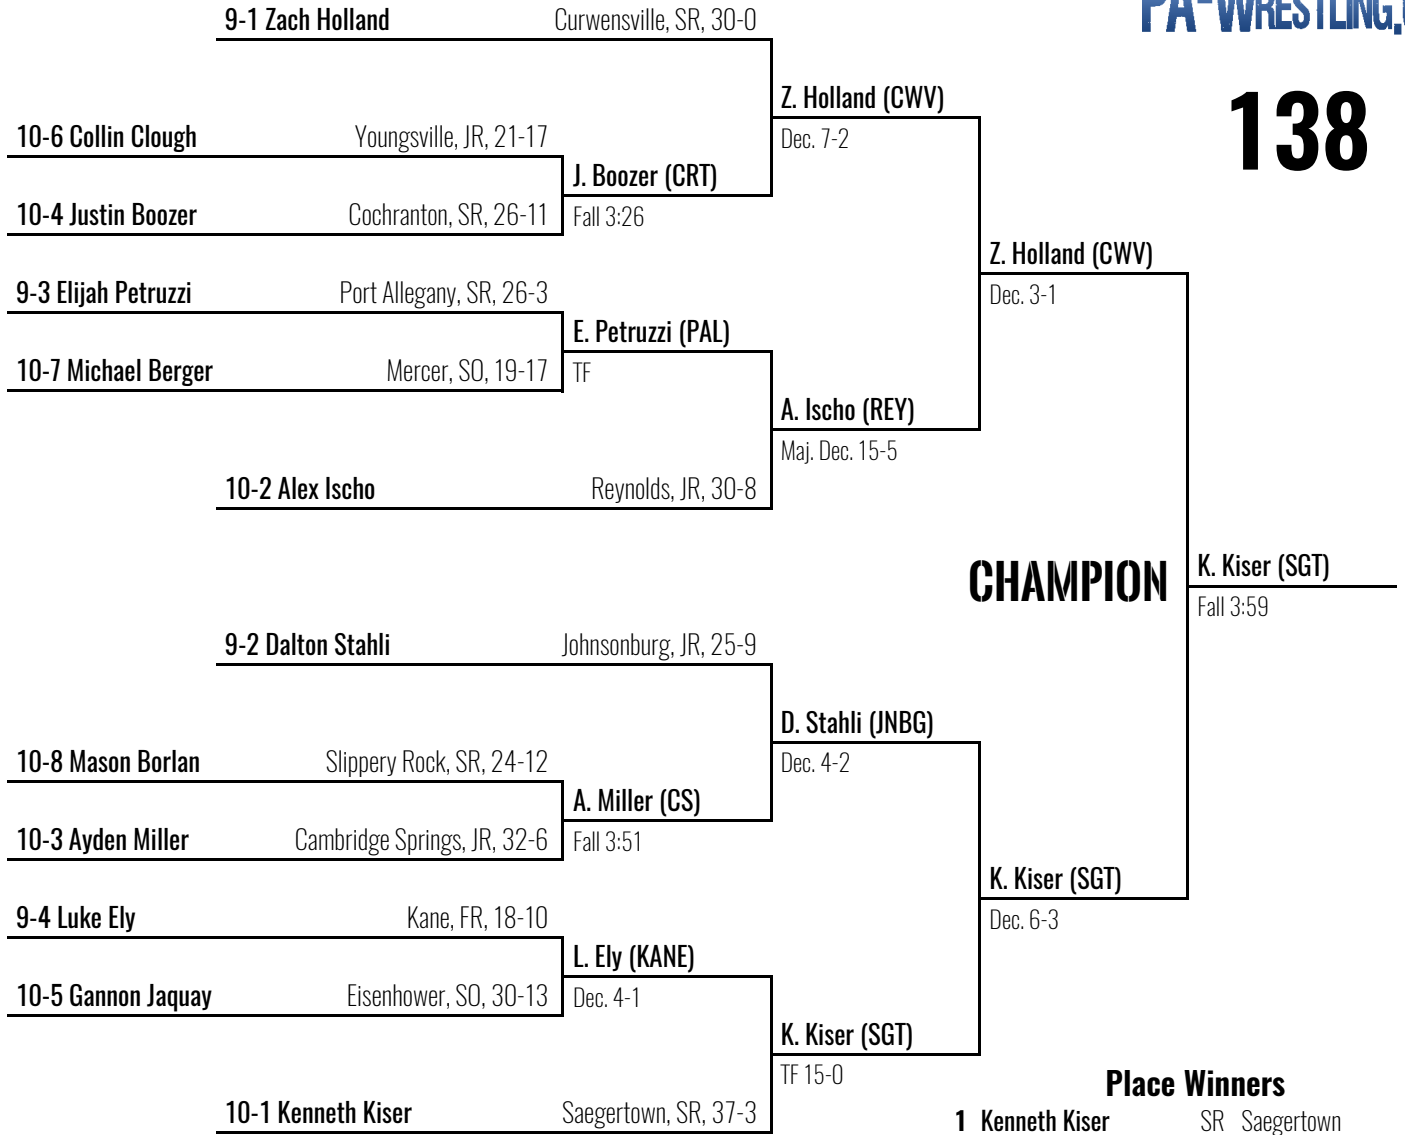 9-1 Zach Holland Curwensville, SR, 30-0
PA-WRESTLING.
138
Z. Holland (CWV)
Dec. 7-2
10-6 Collin Clough Youngsville, JR, 21-17
J. Boozer (CRT)
Fall 3:26
10-4 Justin Boozer Cochranton, SR, 26-11
Z. Holland (CWV)
Dec. 3-1
9-3 Elijah Petruzzi Port Allegany, SR, 26-3
E. Petruzzi (PAL)
TF
10-7 Michael Berger Mercer, SO, 19-17
A. Ischo (REY)
Maj. Dec. 15-5
10-2 Alex Ischo Reynolds, JR, 30-8
CHAMPION
K. Kiser (SGT)
Fall 3:59
9-2 Dalton Stahli Johnsonburg, JR, 25-9
D. Stahli (JNBG)
Dec. 4-2
10-8 Mason Borlan Slippery Rock, SR, 24-12
A. Miller (CS)
Fall 3:51
10-3 Ayden Miller Cambridge Springs, JR, 32-6
K. Kiser (SGT)
Dec. 6-3
9-4 Luke Ely Kane, FR, 18-10
L. Ely (KANE)
Dec. 4-1
10-5 Gannon Jaquay Eisenhower, SO, 30-13
K. Kiser (SGT)
TF 15-0
10-1 Kenneth Kiser Saegertown, SR, 37-3
Place Winners
1 Kenneth Kiser SR Saegertown